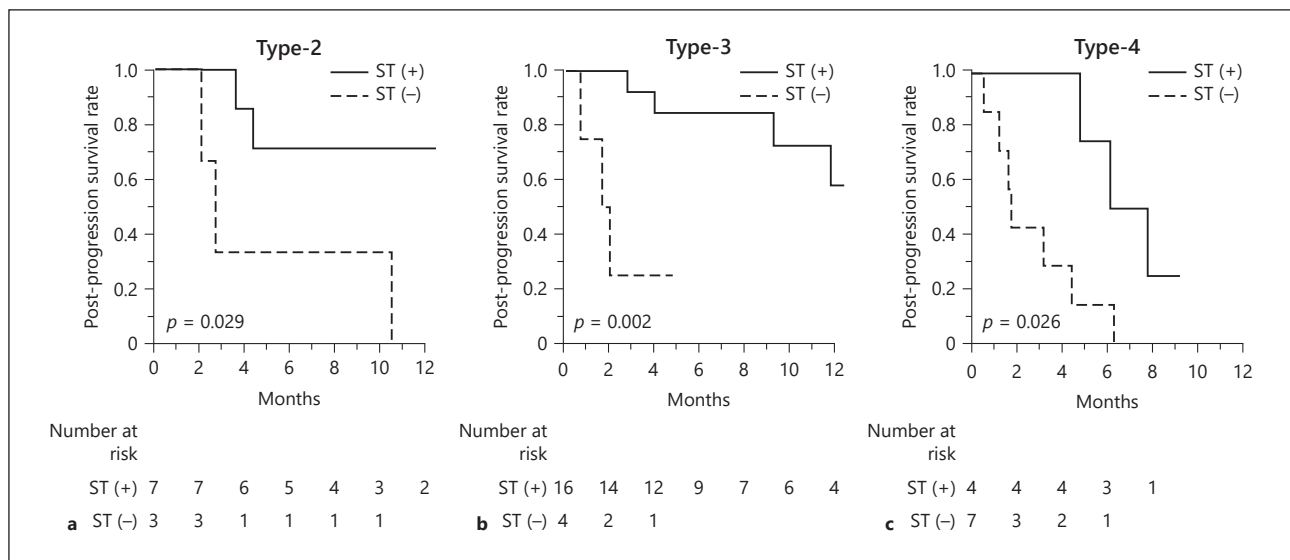 Type-2
ST (+)
ST (–)
Post-progression survival rate
1.0
0.8
0.6
0.4
0.2
0
p = 0.029
0 2 4 6 8 10 12
Months
Number at
risk
ST (+) 7 7 6 5 4 3 2
a ST (–) 3 3 1 1 1 1
Type-3
ST (+)
ST (–)
Post-progression survival rate
1.0
0.8
0.6
0.4
0.2
0
p = 0.002
0 2 4 6 8 10 12
Months
Number at
risk
ST (+) 16 14 12 9 7 6 4
b ST (–) 4 2 1
Type-4
ST (+)
ST (–)
Post-progression survival rate
1.0
0.8
0.6
0.4
0.2
0
p = 0.026
0 2 4 6 8 10 12
Months
Number at
risk
ST (+) 4 4 4 3 1
c ST (–) 7 3 2 1